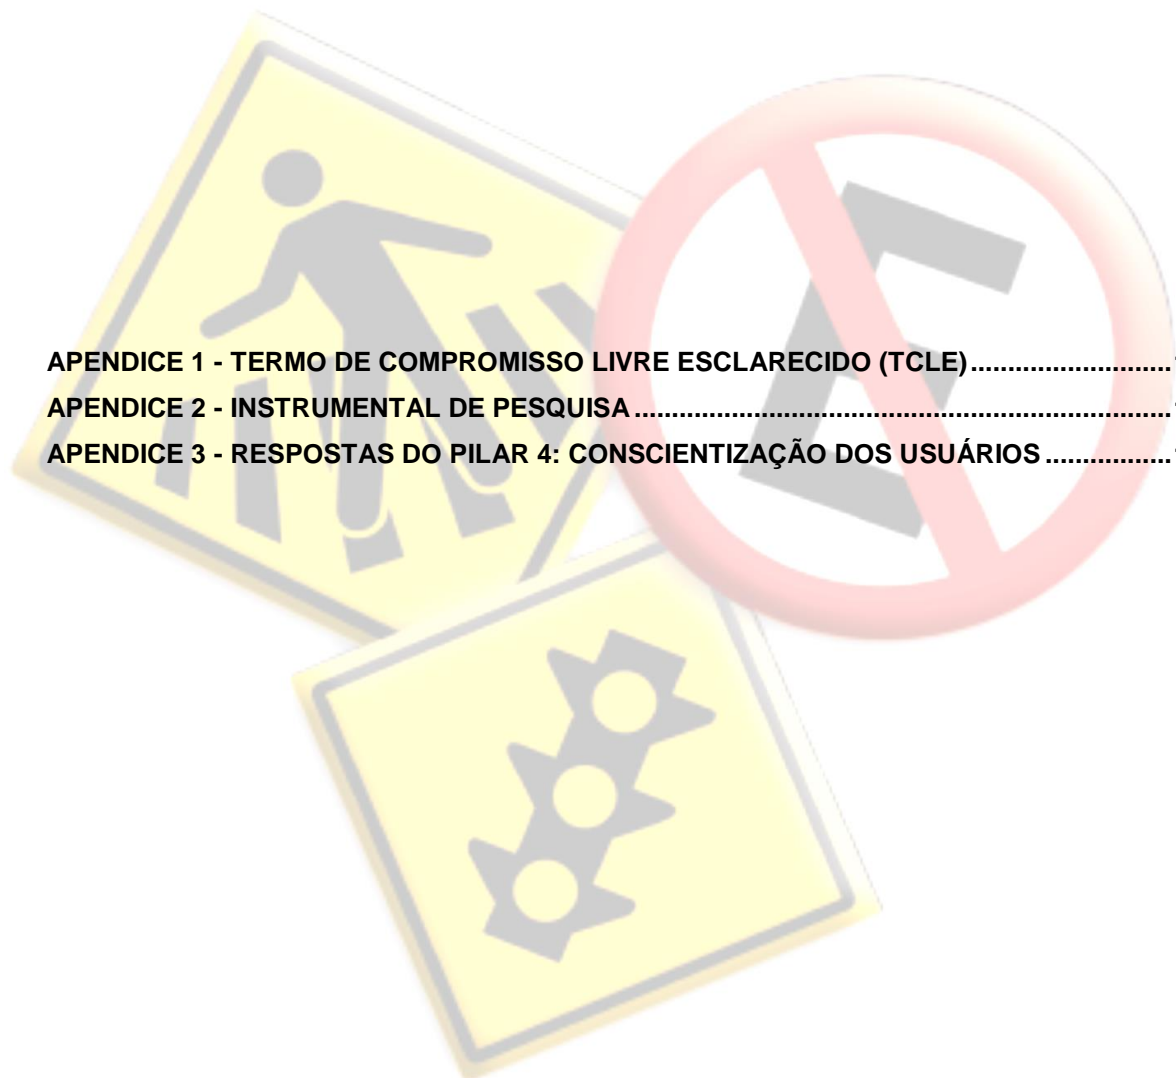 APENDICE 1 - TERMO DE COMPROMISSO LIVRE ESCLARECIDO (TCLE)...........................
APENDICE 2 - INSTRUMENTAL DE PESQUISA........................................................................
APENDICE 3 - RESPOSTAS DO PILAR 4: CONSCIENTIZAÇÃO DOS USUÁRIOS.................
E